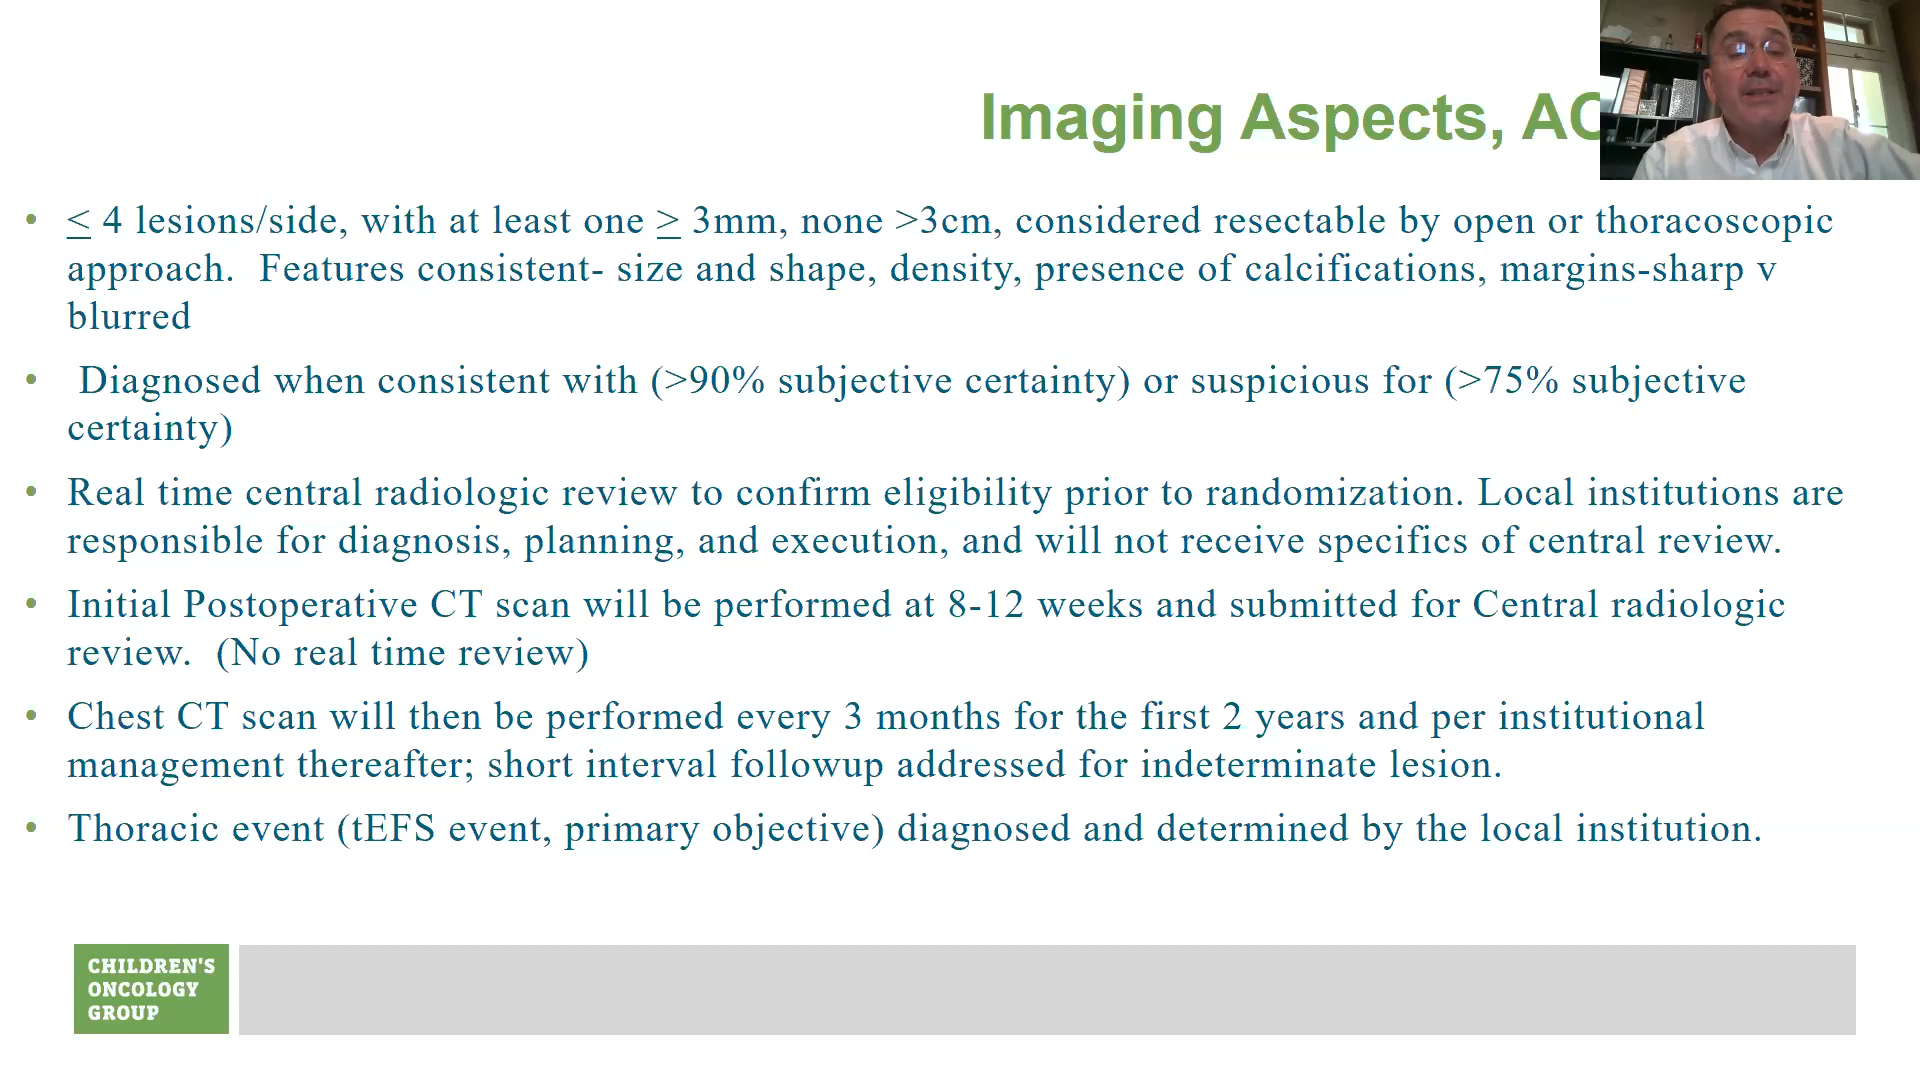 Imaging Aspects, AO
• ≤ 4 lesions/side, with at least one ≥ 3mm, none >3cm, considered resectable by open or thoracoscopic
approach.  Features consistent- size and shape, density, presence of calcifications, margins-sharp v
blurred
•  Diagnosed when consistent with (>90% subjective certainty) or suspicious for (>75% subjective
certainty)
• Real time central radiologic review to confirm eligibility prior to randomization. Local institutions are
responsible for diagnosis, planning, and execution, and will not receive specifics of central review.
• Initial Postoperative CT scan will be performed at 8-12 weeks and submitted for Central radiologic
review.  (No real time review)
• Chest CT scan will then be performed every 3 months for the first 2 years and per institutional
management thereafter; short interval followup addressed for indeterminate lesion.
• Thoracic event (tEFS event, primary objective) diagnosed and determined by the local institution.
CHILDREN'S
ONCOLOGY
GROUP